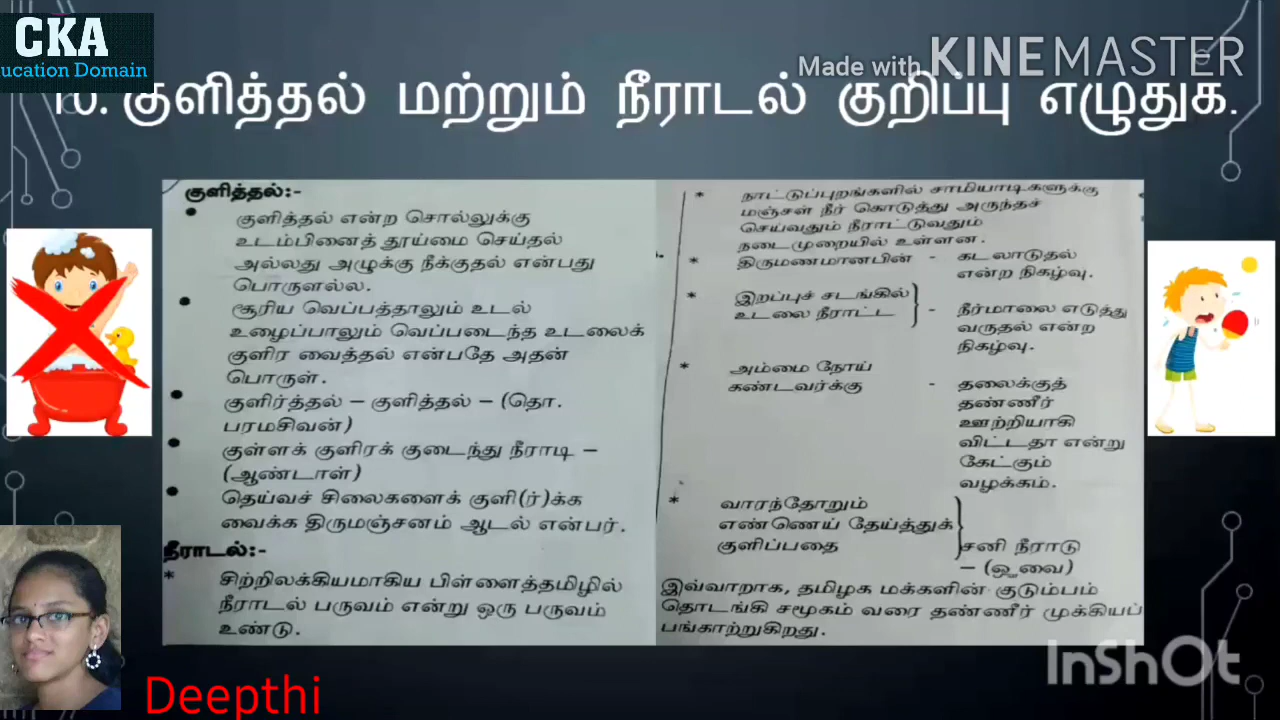 CKA
ucation Domain
Made with KINEMASTER
10. குளித்தல் மற்றும் நீராடல் குறிப்பு எழுதுக.
குளித்தல்:-
• குளித்தல் என்ற சொல்லுக்கு
உடம்பினைத் தூய்மை செய்தல்
அல்லது அழுக்கு நீக்குதல் என்பது
பொருளல்ல.
• சூரிய வெப்பத்தாலும் உடல்
உழைப்பாலும் வெப்படைந்த உடலைக்
குளிர வைத்தல் என்பதே அதன்
பொருள்.
• குளிர்த்தல் – குளித்தல் – (தொ.
பரமசிவன்)
• குள்ளக் குளிரக் குடைந்து நீராடி –
(ஆண்டாள்)
• தெய்வச் சிலைகளைக் குளி(ர்)க்க
வைக்க திருமஞ்சனம் ஆடல் என்பர்.
நீராடல்:-
* சிற்றிலக்கியமாகிய பிள்ளைத்தமிழில்
நீராடல் பருவம் என்று ஒரு பருவம்
உண்டு.
* நாட்டுப்புறங்களில் சாமியாடிகளுக்கு
மஞ்சள் நீர் கொடுத்து அருந்தச்
செய்வதும் நீராட்டுவதும்
நடைமுறையில் உள்ளன.
* திருமணமானபின் - கடலாடுதல்
என்ற நிகழ்வு.
* இறப்புச் சடங்கில்
உடலை நீராட்ட } - நீர்மாலை எடுத்து
வருதல் என்ற
நிகழ்வு.
* அம்மை நோய்
கண்டவர்க்கு - தலைக்குத்
தண்ணீர்
ஊற்றியாகி
விட்டதா என்று
கேட்கும்
வழக்கம்.
* வாரந்தோறும்
எண்ணெய் தேய்த்துக்
குளிப்பதை } சனி நீராடு
– (ஔவை)
இவ்வாறாக, தமிழக மக்களின் குடும்பம்
தொடங்கி சமூகம் வரை தண்ணீர் முக்கியப்
பங்காற்றுகிறது.
Deepthi
InShOt